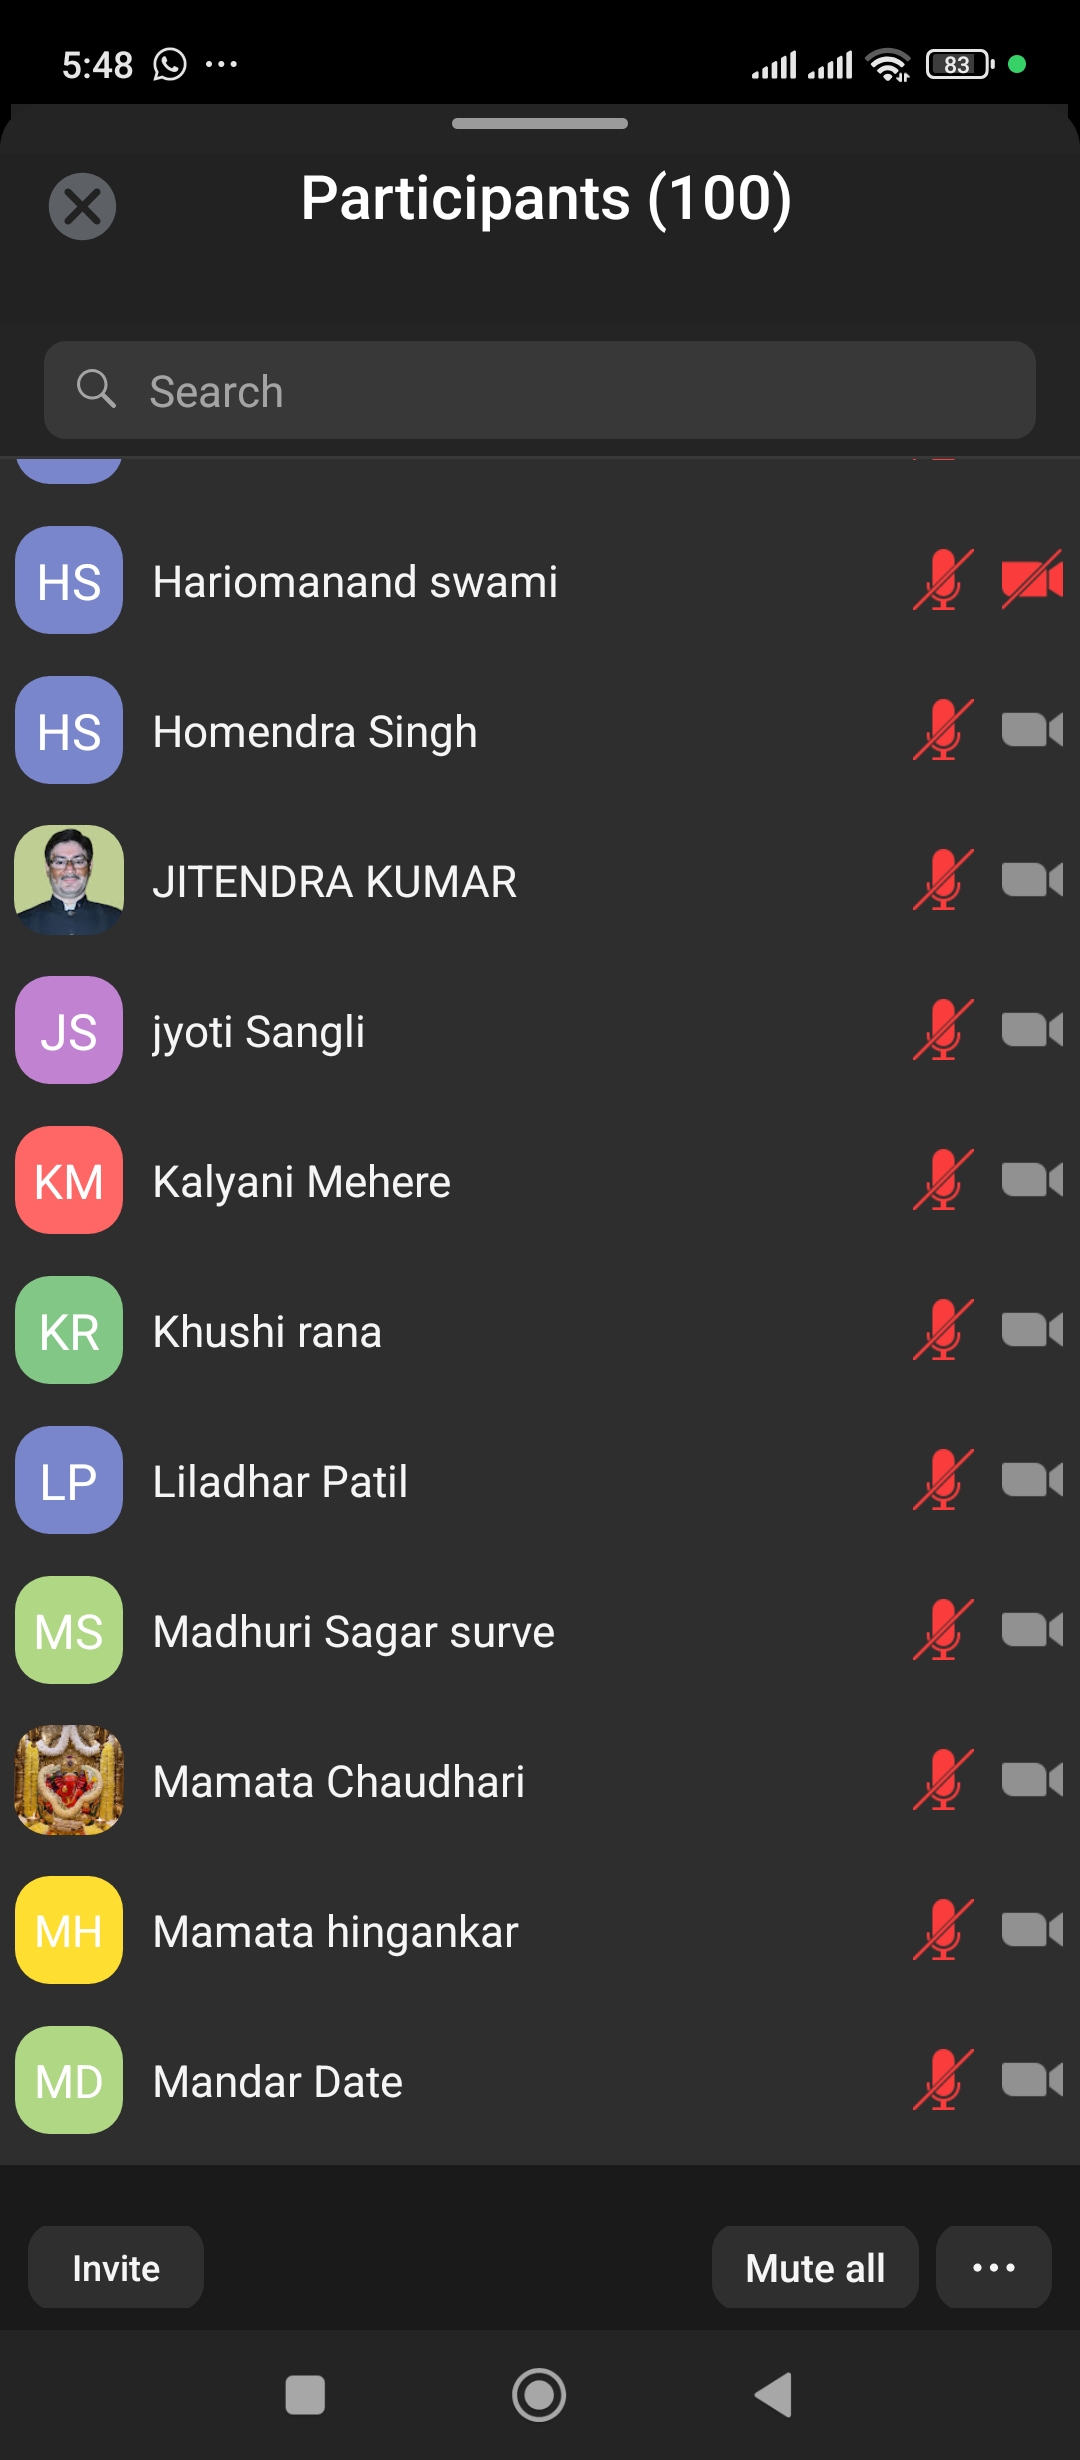 5:48
83
Participants (100)
Search
HS Hariomanand swami
HS Homendra Singh
JITENDRA KUMAR
JS jyoti Sangli
KM Kalyani Mehere
KR Khushi rana
LP Liladhar Patil
MS Madhuri Sagar surve
Mamata Chaudhari
MH Mamata hingankar
MD Mandar Date
Invite
Mute all